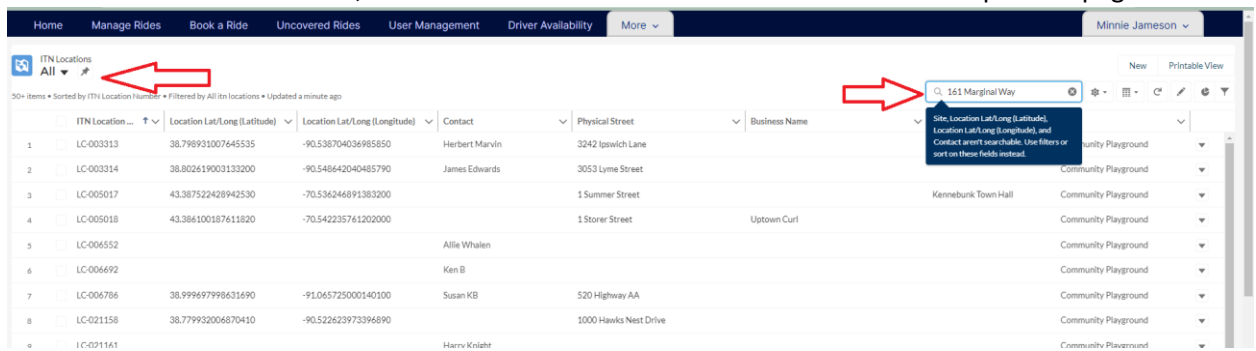 Home Manage Rides Book a Ride Uncovered Rides User Management Driver Availability More Minnie Jameson
ITN Locations
All
New Printable View
50+ items • Sorted by ITN Location Number • Filtered by All itn locations • Updated a minute ago
161 Marginal Way
ITN Location ... Location Lat/Long (Latitude) Location Lat/Long (Longitude) Contact Physical Street Business Name
Site, Location Lat/Long (Latitude),
Location Lat/Long (Longitude), and
Contact aren't searchable. Use filters or
sort on these fields instead.
1 LC-003313 38.798931007645535 -90.538704036985850 Herbert Marvin 3242 Ipswich Lane Community Playground
2 LC-003314 38.802619003133200 -90.548642040485790 James Edwards 3053 Lyme Street Community Playground
3 LC-005017 43.387522428942530 -70.536246891383200 1 Summer Street Kennebunk Town Hall Community Playground
4 LC-005018 43.386100187611820 -70.542235761202000 1 Storer Street Uptown Curl Community Playground
5 LC-006552 Allie Whalen Community Playground
6 LC-006692 Ken B Community Playground
7 LC-006786 38.999697998631690 -91.065725000140100 Susan KB 520 Highway AA Community Playground
8 LC-021158 38.779932006870410 -90.522623973396890 1000 Hawks Nest Drive Community Playground
9 LC-021161 Harry Knight Community Playground